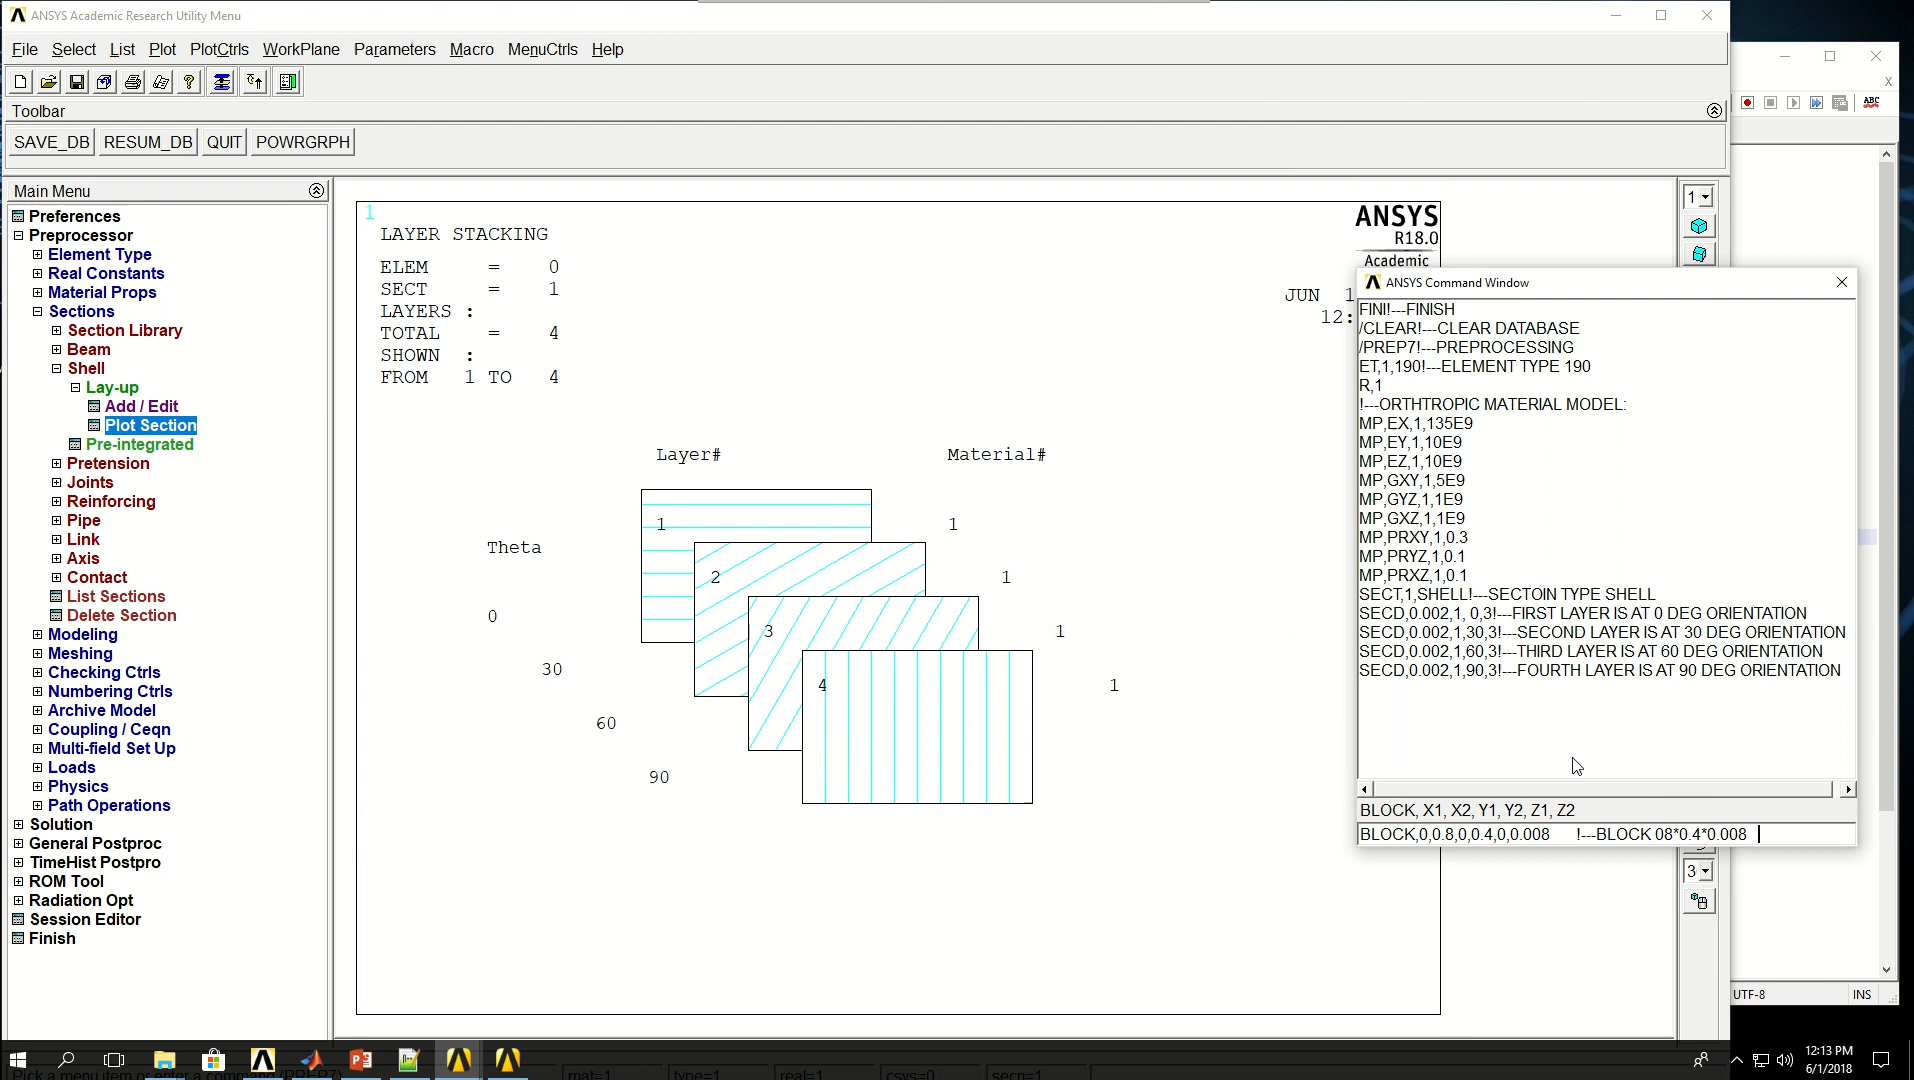 ANSYS Academic Research Utility Menu
File Select List Plot PlotCtrls WorkPlane Parameters Macro MenuCtrls Help
Toolbar
SAVE_DB RESUM_DB QUIT POWRGRPH
Main Menu
Preferences
Preprocessor
Element Type
Real Constants
Material Props
Sections
Section Library
Beam
Shell
Lay-up
Add / Edit
Plot Section
Pre-integrated
Pretension
Joints
Reinforcing
Pipe
Link
Axis
Contact
List Sections
Delete Section
Modeling
Meshing
Checking Ctrls
Numbering Ctrls
Archive Model
Coupling / Ceqn
Multi-field Set Up
Loads
Physics
Path Operations
Solution
General Postproc
TimeHist Postpro
ROM Tool
Radiation Opt
Session Editor
Finish
1
LAYER STACKING
ELEM = 0
SECT = 1
LAYERS :
TOTAL = 4
SHOWN :
FROM 1 TO 4
ANSYS
R18.0
Academic
JUN 1
12:
Layer# Material#
1 1
Theta
2 1
0
3 1
30
4 1
60
90
1
3
ABC
X
ANSYS Command Window
FINI!---FINISH
/CLEAR!---CLEAR DATABASE
/PREP7!---PREPROCESSING
ET,1,190!---ELEMENT TYPE 190
R,1
!---ORTHTROPIC MATERIAL MODEL:
MP,EX,1,135E9
MP,EY,1,10E9
MP,EZ,1,10E9
MP,GXY,1,5E9
MP,GYZ,1,1E9
MP,GXZ,1,1E9
MP,PRXY,1,0.3
MP,PRYZ,1,0.1
MP,PRXZ,1,0.1
SECT,1,SHELL!---SECTOIN TYPE SHELL
SECD,0.002,1, 0,3!---FIRST LAYER IS AT 0 DEG ORIENTATION
SECD,0.002,1,30,3!---SECOND LAYER IS AT 30 DEG ORIENTATION
SECD,0.002,1,60,3!---THIRD LAYER IS AT 60 DEG ORIENTATION
SECD,0.002,1,90,3!---FOURTH LAYER IS AT 90 DEG ORIENTATION
BLOCK, X1, X2, Y1, Y2, Z1, Z2
BLOCK,0,0.8,0,0.4,0,0.008 !---BLOCK 08*0.4*0.008
UTF-8 INS
Pick a menu item or enter a command (PREP7) mat=1 type=1 real=1 csys=0 secn=1
12:13 PM
6/1/2018